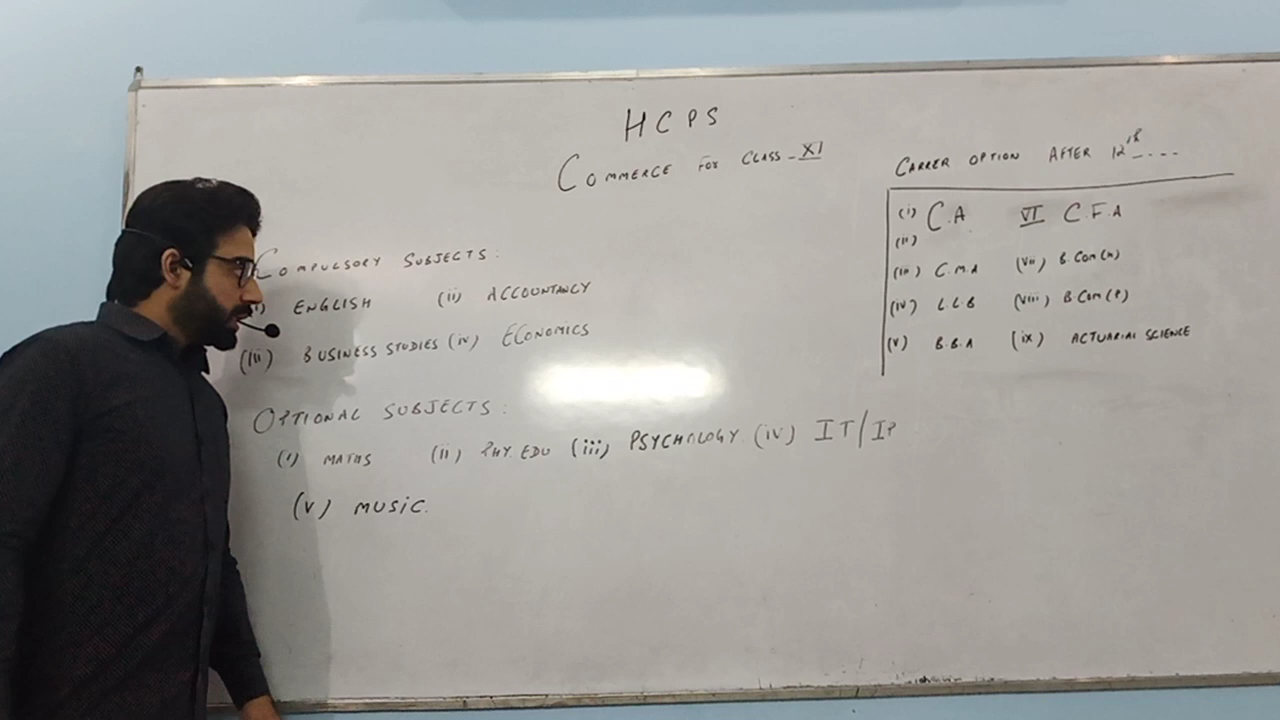 HCPS
COMMERCE FOR CLASS - XI
COMPULSORY SUBJECTS:
(i) ENGLISH (ii) ACCOUNTANCY
(iii) BUSINESS STUDIES (iv) ECONOMICS
OPTIONAL SUBJECTS:
(i) MATHS (ii) PHY. EDU (iii) PSYCHOLOGY (iv) IT/IP
(v) MUSIC.
CARRER OPTION AFTER 12th....
(i) C.A. VI C.F.A
(ii)
(iii) C.M.A (vii) B.Com(H)
(iv) L.L.B (viii) B.Com(P)
(v) B.B.A (ix) ACTUARIAL SCIENCE